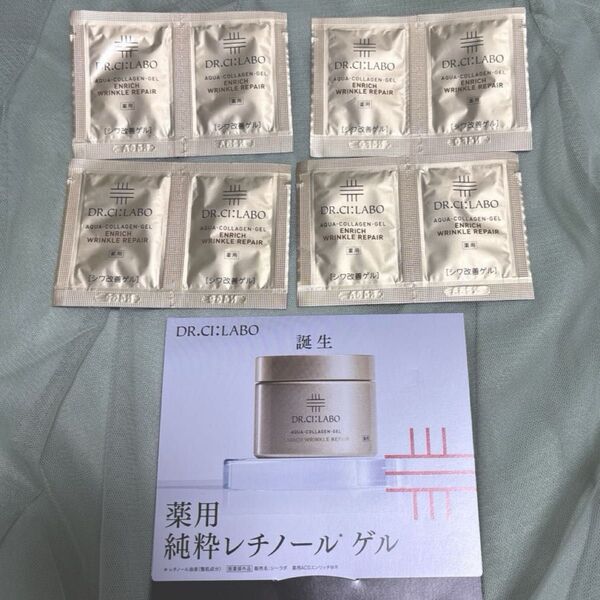 DR.CI:LABO
AQUA-COLLAGEN-GEL
ENRICH
WRINKLE REPAIR
薬用
[シワ改善ゲル]
DR.CI:LABO
AQUA-COLLAGEN-GEL
ENRICH
WRINKLE REPAIR
薬用
[シワ改善ゲル]
DR.CI:LABO
AQUA-COLLAGEN-GEL
ENRICH
WRINKLE REPAIR
薬用
[シワ改善ゲル]
DR.CI:LABO
AQUA-COLLAGEN-GEL
ENRICH
WRINKLE REPAIR
薬用
[シワ改善ゲル]
DR.CI:LABO
AQUA-COLLAGEN-GEL
ENRICH
WRINKLE REPAIR
薬用
[シワ改善ゲル]
DR.CI:LABO
AQUA-COLLAGEN-GEL
ENRICH
WRINKLE REPAIR
薬用
[シワ改善ゲル]
DR.CI:LABO
AQUA-COLLAGEN-GEL
ENRICH
WRINKLE REPAIR
薬用
[シワ改善ゲル]
DR.CI:LABO
AQUA-COLLAGEN-GEL
ENRICH
WRINKLE REPAIR
薬用
[シワ改善ゲル]
DR.CI:LABO
誕生
DR.CI:LABO
AQUA-COLLAGEN-GEL
ENRICH WRINKLE REPAIR
薬用
純粋レチノール*ゲル
医薬部外品